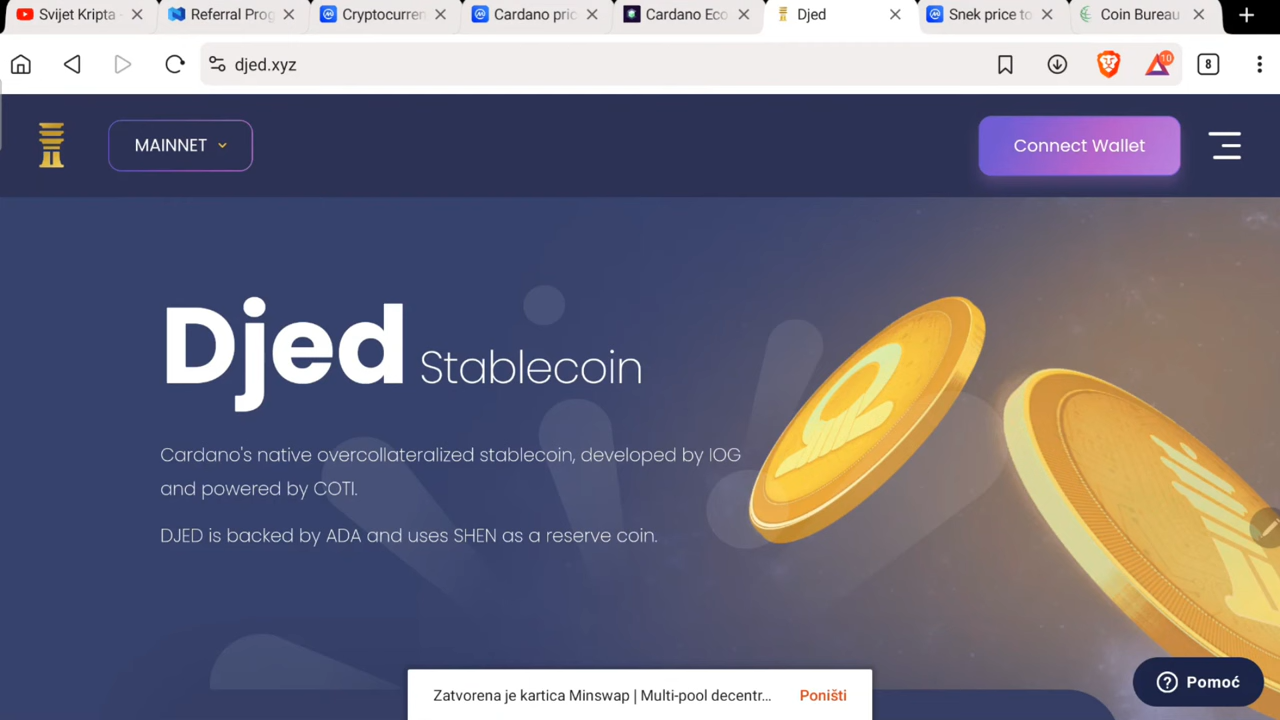 Svijet Kripta -
Referral Prog
Cryptocurren
Cardano pric
Cardano Eco
Djed
Snek price to
Coin Bureau
djed.xyz
10
8
MAINNET
Connect Wallet
Djed Stablecoin
Cardano's native overcollateralized stablecoin, developed by IOG
and powered by COTI.
DJED is backed by ADA and uses SHEN as a reserve coin.
Zatvorena je kartica Minswap | Multi-pool decentr...
Poništi
Pomoć